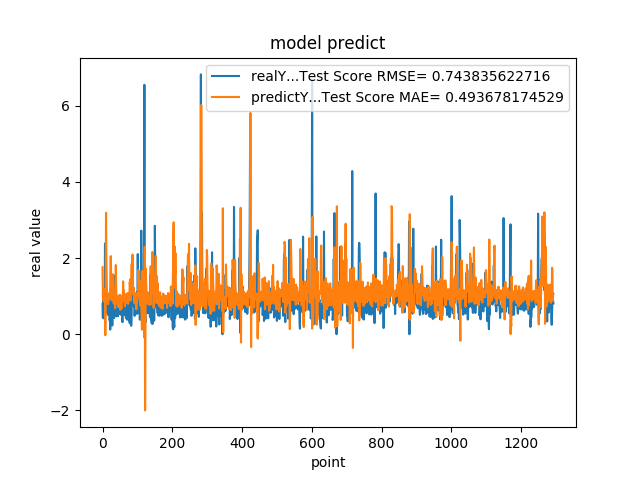 model predict
realY...Test Score RMSE= 0.743835622716
predictY...Test Score MAE= 0.493678174529
real value
6
4
2
0
−2
0 200 400 600 800 1000 1200
point